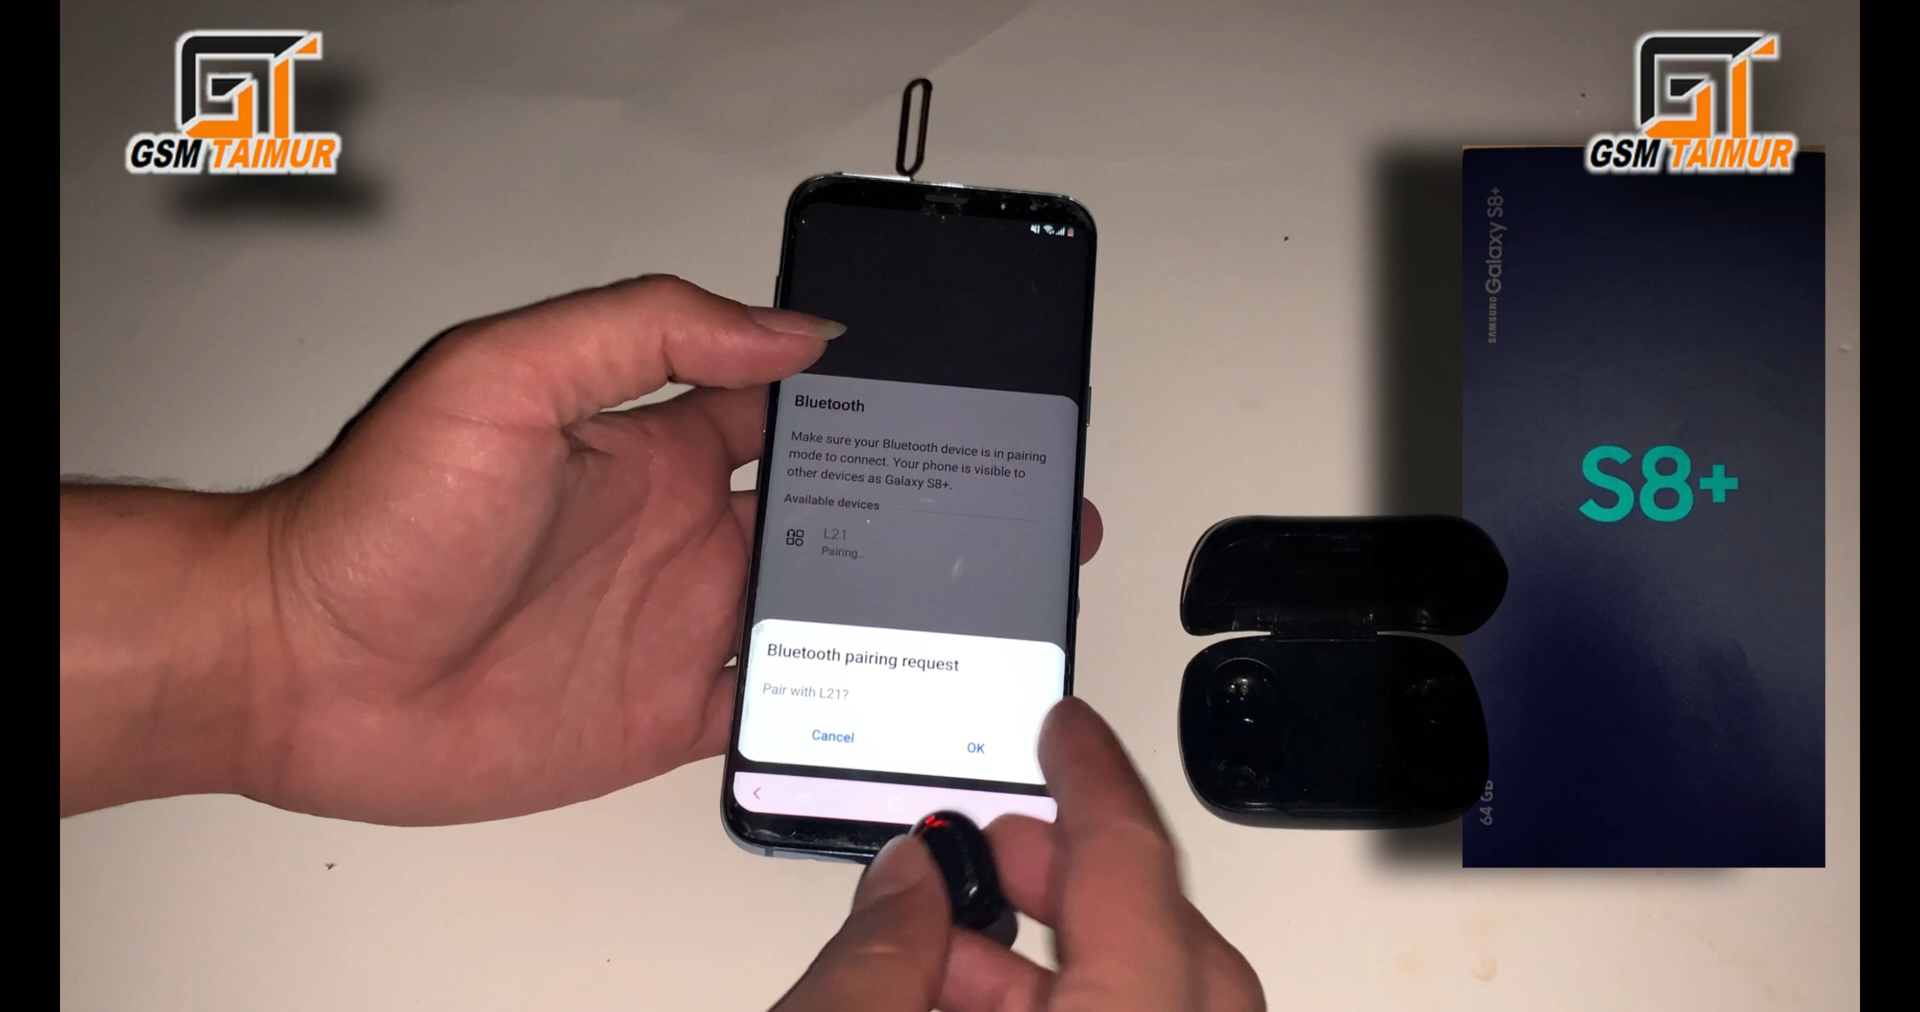 GSM TAIMUR
GSM TAIMUR
SAMSUNG Galaxy S8+
S8+
64 GB
Bluetooth
Make sure your Bluetooth device is in pairing
mode to connect. Your phone is visible to
other devices as Galaxy S8+.
Available devices
L21
Pairing...
Bluetooth pairing request
Pair with L21?
Cancel
OK